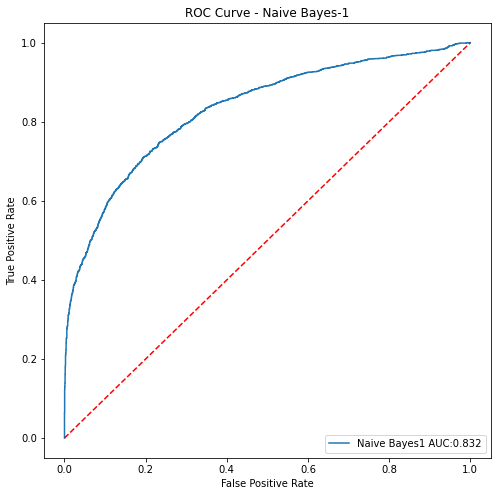 ROC Curve - Naive Bayes-1
True Positive Rate
1.0
0.8
0.6
0.4
0.2
0.0
Naive Bayes1 AUC:0.832
0.0 0.2 0.4 0.6 0.8 1.0
False Positive Rate